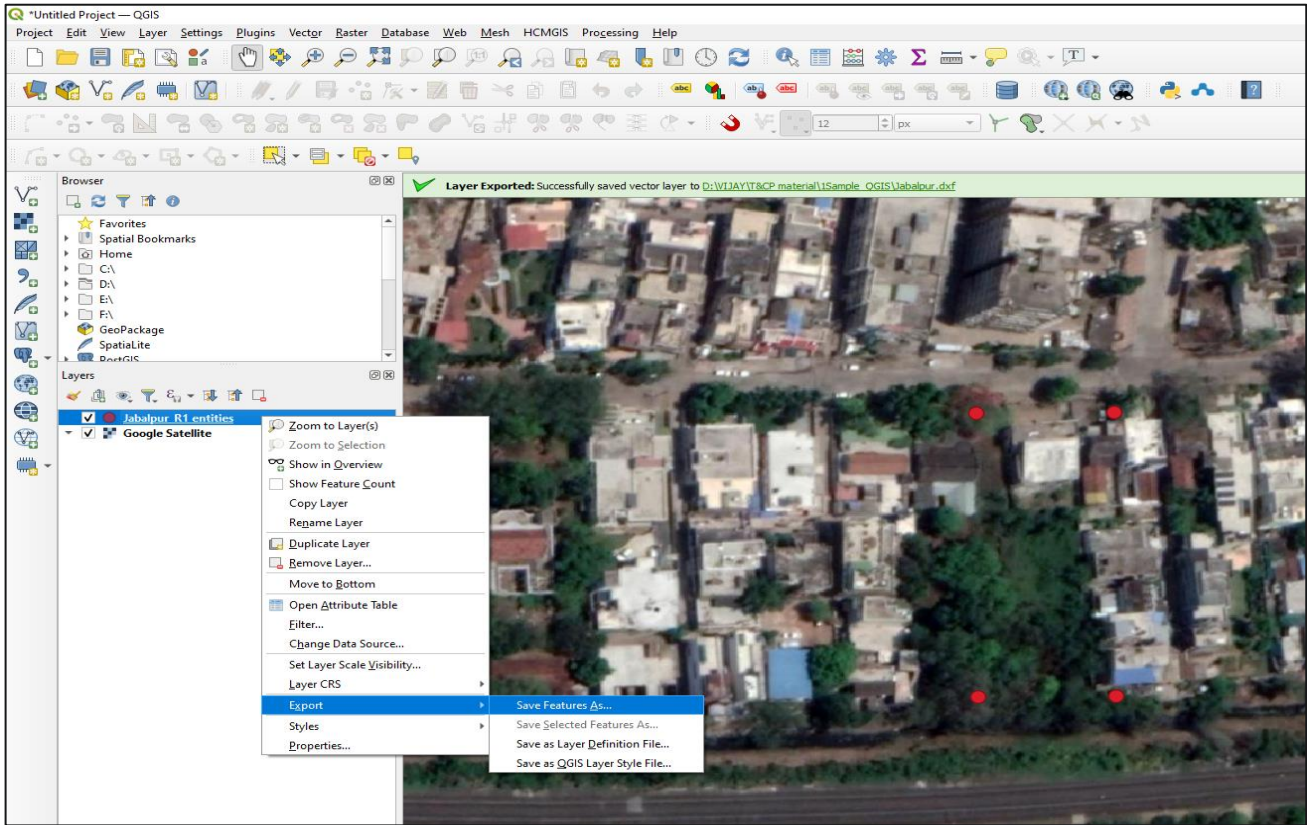 *Untitled Project — QGIS
Project Edit View Layer Settings Plugins Vector Raster Database Web Mesh HCMGIS Processing Help
abc abc abc
12 px
Browser
Layer Exported: Successfully saved vector layer to D:\VIJAY\T&CP material\1Sample_QGIS\Jabalpur.dxf
Favorites
Spatial Bookmarks
Home
C:\
D:\
E:\
F:\
GeoPackage
SpatiaLite
PostGIS
Layers
Jabalpur_R1 entities
Google Satellite
Zoom to Layer(s)
Zoom to Selection
Show in Overview
Show Feature Count
Copy Layer
Rename Layer
Duplicate Layer
Remove Layer...
Move to Bottom
Open Attribute Table
Filter...
Change Data Source...
Set Layer Scale Visibility...
Layer CRS
Export
Styles
Properties...
Save Features As...
Save Selected Features As...
Save as Layer Definition File...
Save as QGIS Layer Style File...